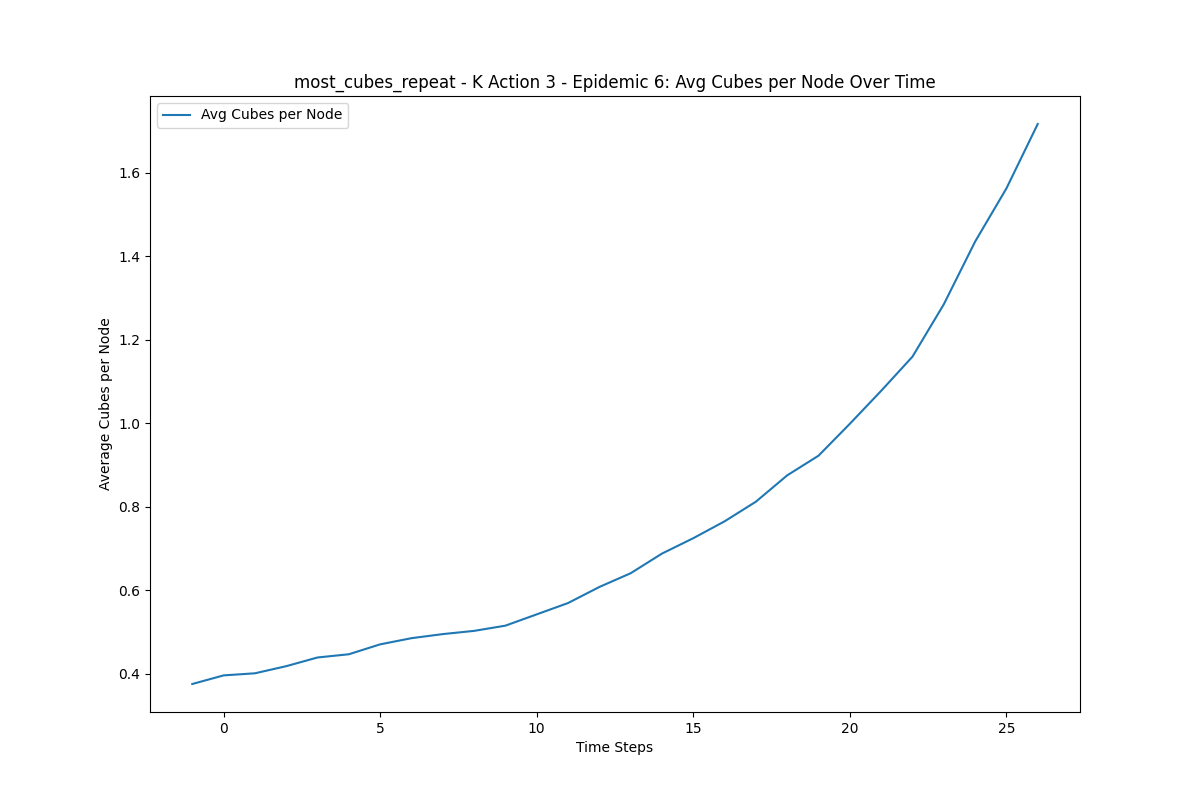 most_cubes_repeat - K Action 3 - Epidemic 6: Avg Cubes per Node Over Time
Avg Cubes per Node
Average Cubes per Node
1.6
1.4
1.2
1.0
0.8
0.6
0.4
0 5 10 15 20 25
Time Steps